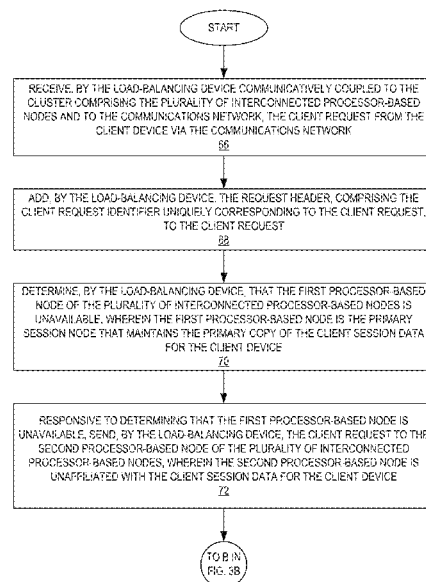 START
RECEIVE, BY THE LOAD-BALANCING DEVICE COMMUNICATIVELY COUPLED TO THE
CLUSTER COMPRISING THE PLURALITY OF INTERCONNECTED PROCESSOR-BASED
NODES AND TO THE COMMUNICATIONS NETWORK, THE CLIENT REQUEST FROM THE
CLIENT DEVICE VIA THE COMMUNICATIONS NETWORK
66
ADD, BY THE LOAD-BALANCING DEVICE, THE REQUEST HEADER, COMPRISING THE
CLIENT REQUEST IDENTIFIER UNIQUELY CORRESPONDING TO THE CLIENT REQUEST,
TO THE CLIENT REQUEST
68
DETERMINE, BY THE LOAD-BALANCING DEVICE, THAT THE FIRST PROCESSOR-BASED
NODE OF THE PLURALITY OF INTERCONNECTED PROCESSOR-BASED NODES IS
UNAVAILABLE, WHEREIN THE FIRST PROCESSOR-BASED NODE IS THE PRIMARY
SESSION NODE THAT MAINTAINS THE PRIMARY COPY OF THE CLIENT SESSION DATA
FOR THE CLIENT DEVICE
70
RESPONSIVE TO DETERMINING THAT THE FIRST PROCESSOR-BASED NODE IS
UNAVAILABLE, SEND, BY THE LOAD-BALANCING DEVICE, THE CLIENT REQUEST TO THE
SECOND PROCESSOR-BASED NODE OF THE PLURALITY OF INTERCONNECTED
PROCESSOR-BASED NODES, WHEREIN THE SECOND PROCESSOR-BASED NODE IS
UNAFFILIATED WITH THE CLIENT SESSION DATA FOR THE CLIENT DEVICE
72
TO B IN
FIG. 3B